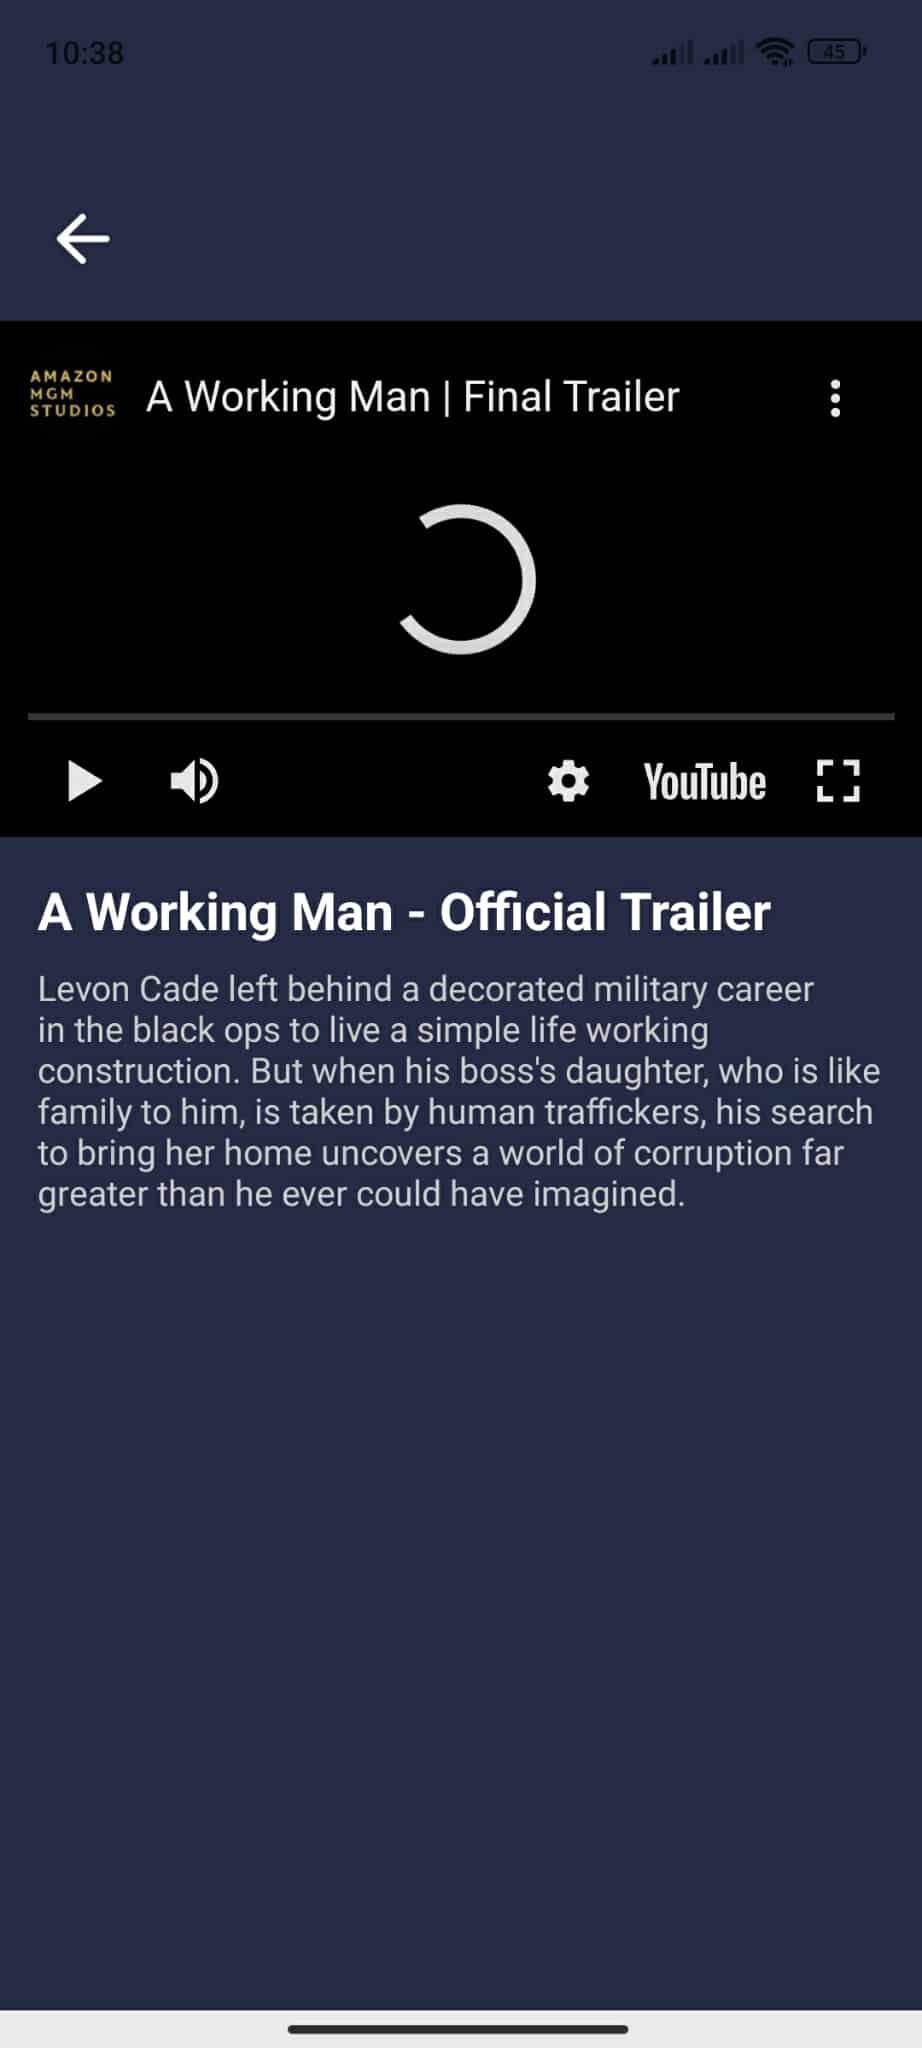 10:38
45
AMAZON
MGM
STUDIOS
A Working Man | Final Trailer
YouTube
A Working Man - Official Trailer
Levon Cade left behind a decorated military career
in the black ops to live a simple life working
construction. But when his boss's daughter, who is like
family to him, is taken by human traffickers, his search
to bring her home uncovers a world of corruption far
greater than he ever could have imagined.